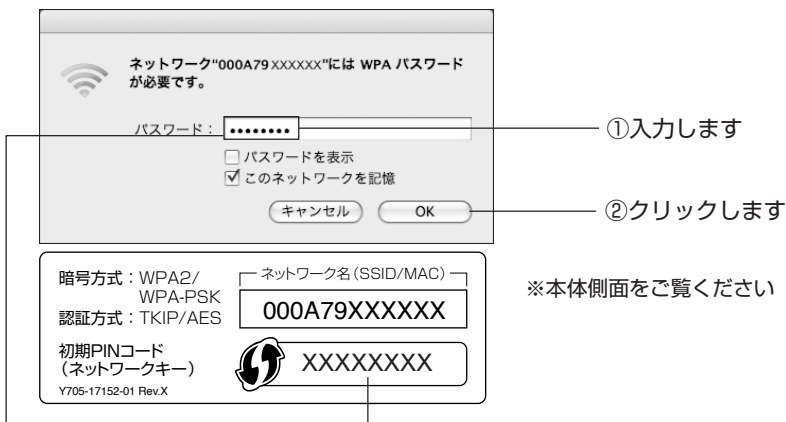 ネットワーク“000A79XXXXXX”には WPA パスワード
が必要です。
パスワード：
••••••••
①入力します
パスワードを表示
このネットワークを記憶
キャンセル
OK
②クリックします
暗号方式：WPA2/
WPA-PSK
認証方式：TKIP/AES
ネットワーク名（SSID/MAC）
000A79XXXXXX
※本体側面をご覧ください
初期PINコード
（ネットワークキー）
XXXXXXXX
Y705-17152-01 Rev.X